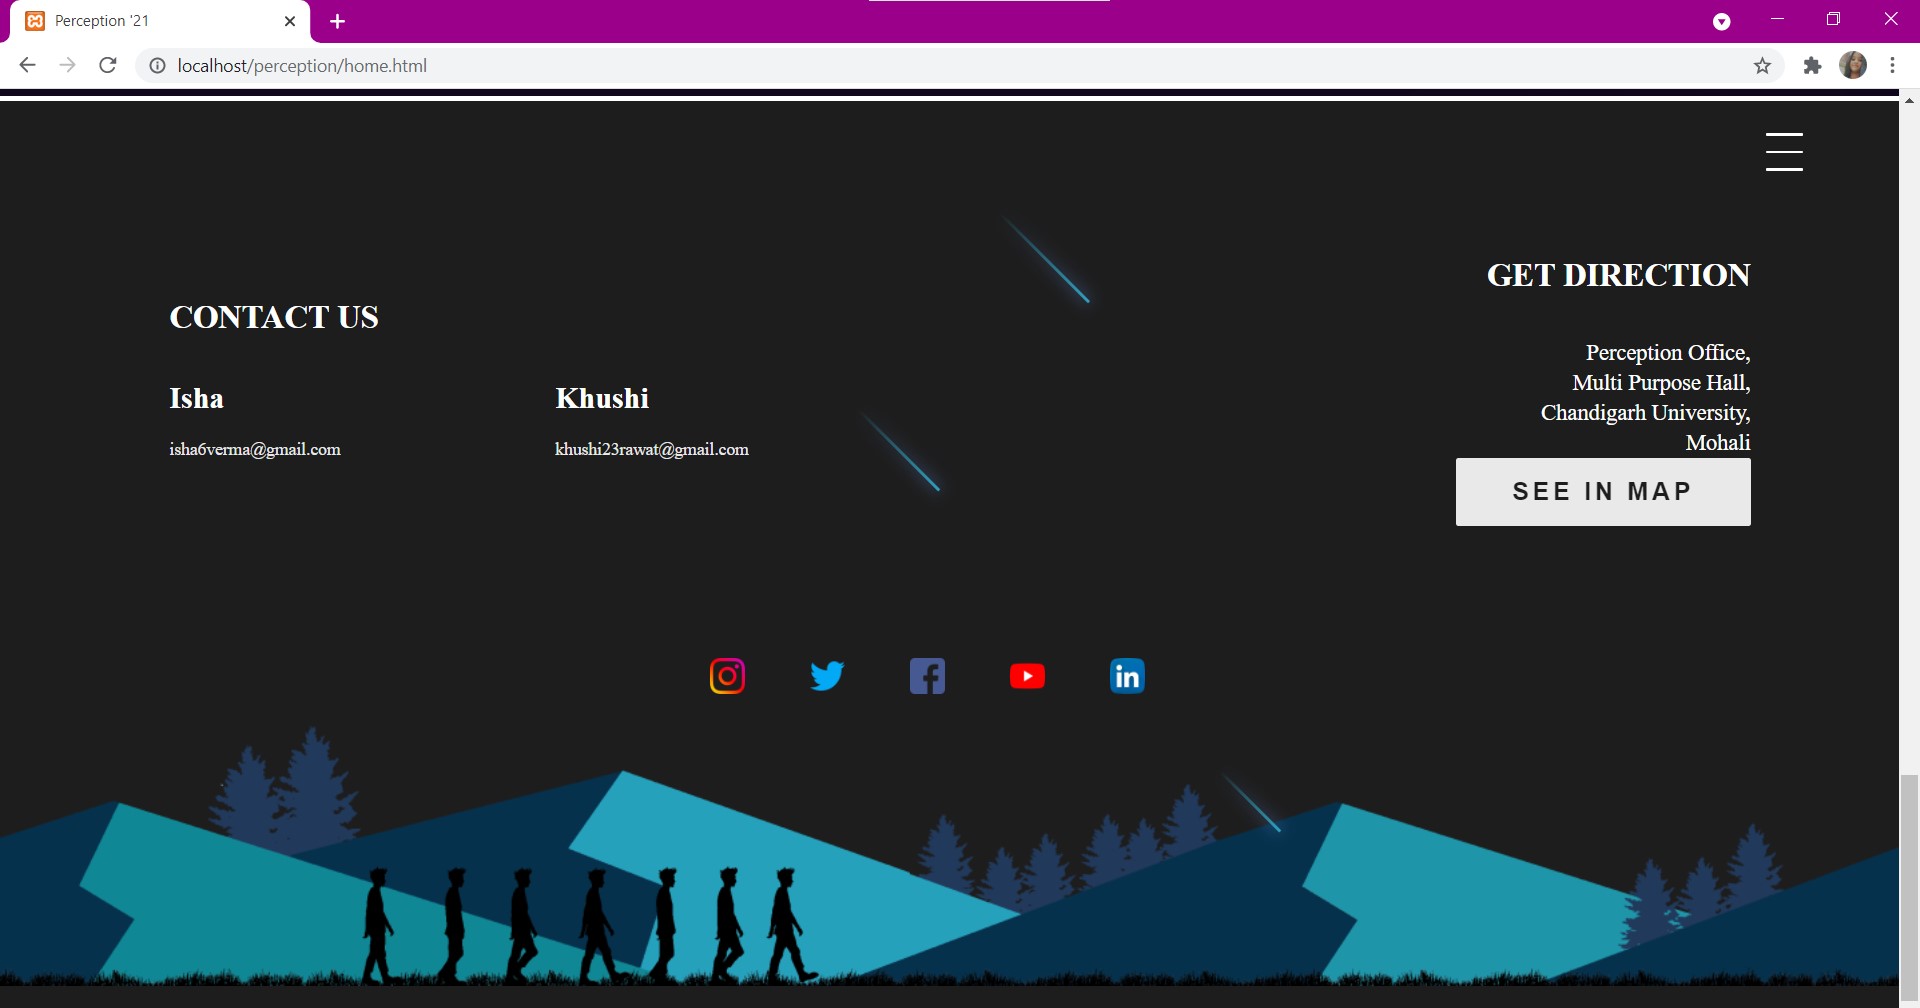 Perception '21
localhost/perception/home.html
CONTACT US
Isha
isha6verma@gmail.com
Khushi
khushi23rawat@gmail.com
GET DIRECTION
Perception Office,
Multi Purpose Hall,
Chandigarh University,
Mohali
SEE IN MAP
in